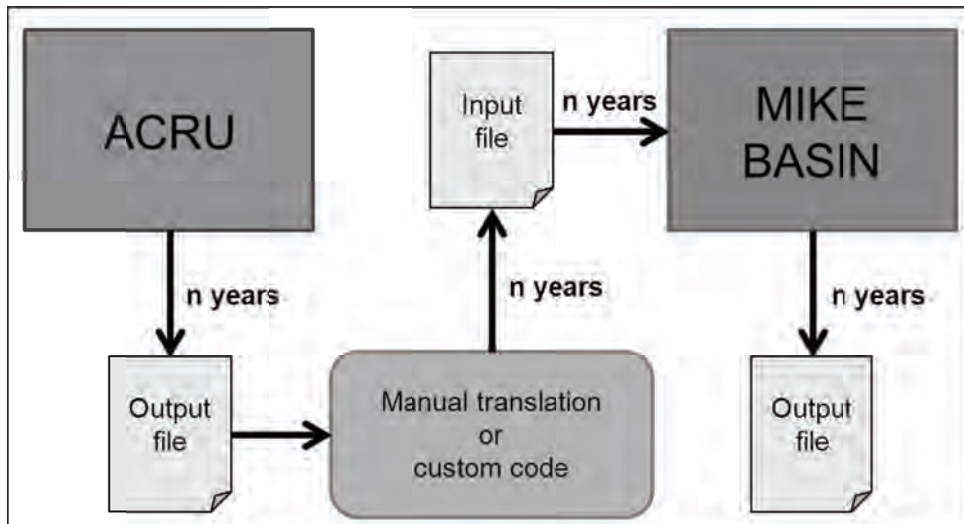 ACRU
n years
Output
file
Manual translation
or
custom code
n years
Input
file
n years
MIKE
BASIN
n years
Output
file